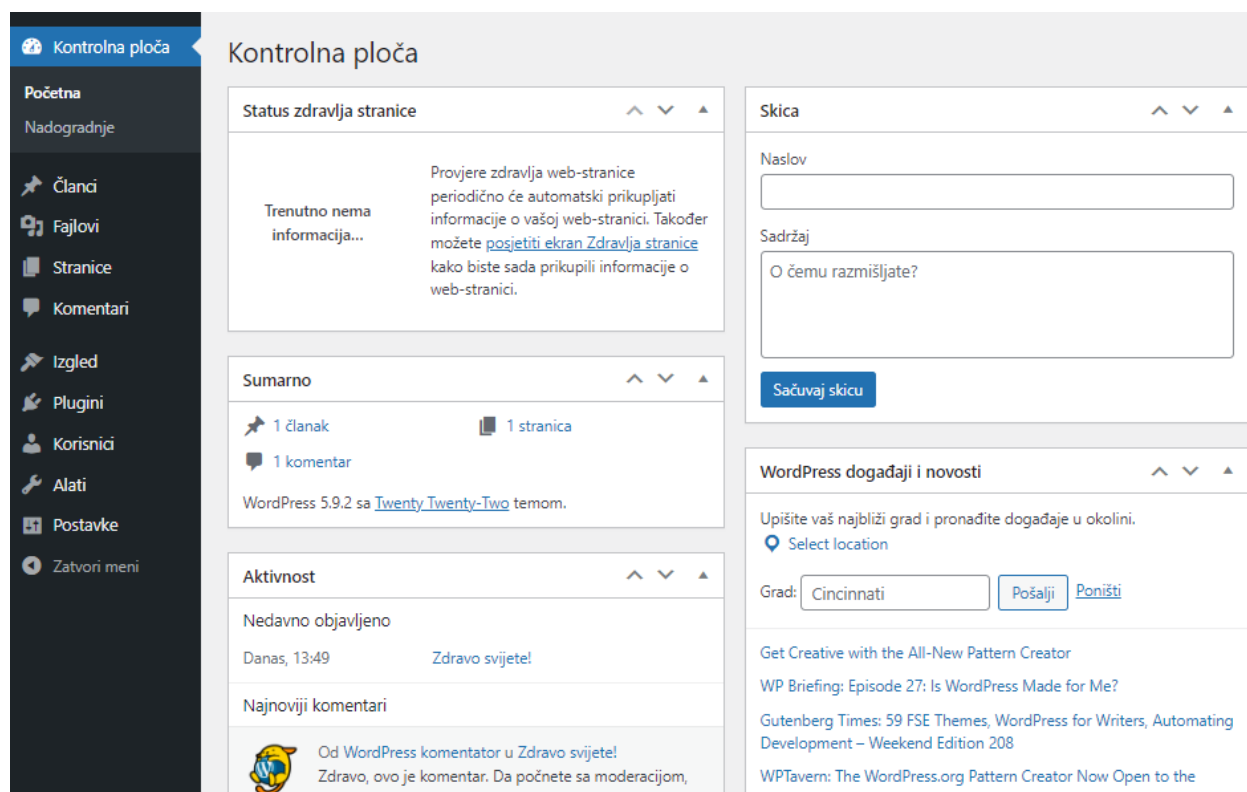 Kontrolna ploča
Početna
Nadogradnje
Članci
Fajlovi
Stranice
Komentari
Izgled
Plugini
Korisnici
Alati
Postavke
Zatvori meni
Kontrolna ploča
Status zdravlja stranice
Trenutno nema
informacija...
Provjere zdravlja web-stranice
periodično će automatski prikupljati
informacije o vašoj web-stranici. Također
možete posjetiti ekran Zdravlja stranice
kako biste sada prikupili informacije o
web-stranici.
Sumarno
1 članak
1 stranica
1 komentar
WordPress 5.9.2 sa Twenty Twenty-Two temom.
Aktivnost
Nedavno objavljeno
Danas, 13:49 Zdravo svijete!
Najnoviji komentari
Od WordPress komentator u Zdravo svijete!
Zdravo, ovo je komentar. Da počnete sa moderacijom,
Skica
Naslov
Sadržaj
O čemu razmišljate?
Sačuvaj skicu
WordPress događaji i novosti
Upišite vaš najbliži grad i pronađite događaje u okolini.
Select location
Grad: Cincinnati Pošalji Poništi
Get Creative with the All-New Pattern Creator
WP Briefing: Episode 27: Is WordPress Made for Me?
Gutenberg Times: 59 FSE Themes, WordPress for Writers, Automating
Development – Weekend Edition 208
WPTavern: The WordPress.org Pattern Creator Now Open to the